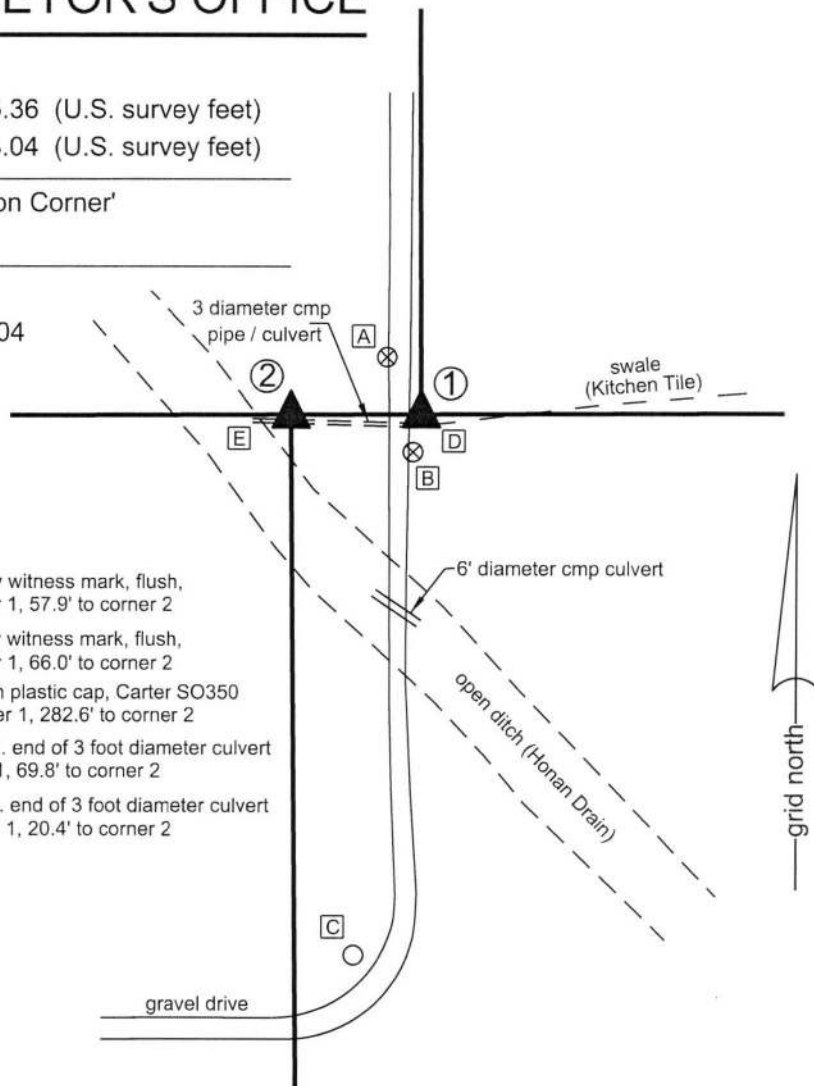 OFFICE
(U.S. survey feet)
(U.S. survey feet)
Corner'
04
3 diameter cmp
pipe / culvert
A
2
1
swale
(Kitchen Tile)
E
D
B
6' diameter cmp culvert
witness mark, flush,
1, 57.9' to corner 2
witness mark, flush,
1, 66.0' to corner 2
plastic cap, Carter SO350
1, 282.6' to corner 2
end of 3 foot diameter culvert
1, 69.8' to corner 2
end of 3 foot diameter culvert
1, 20.4' to corner 2
open ditch (Honan Drain)
grid north
C
gravel drive